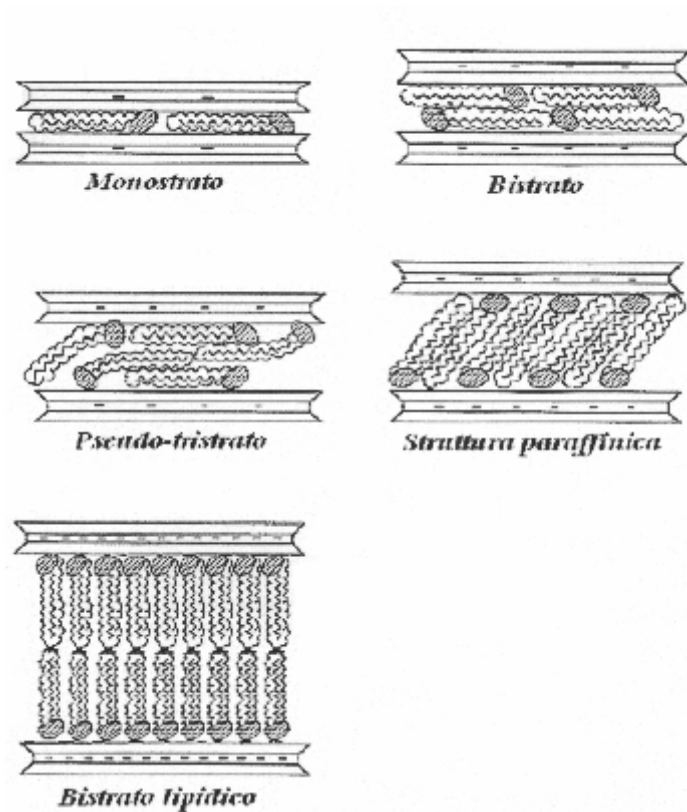 Monostrato
Bistrato
Pseudo-tristrato
Struttura paraffinica
Bistrato lipidico